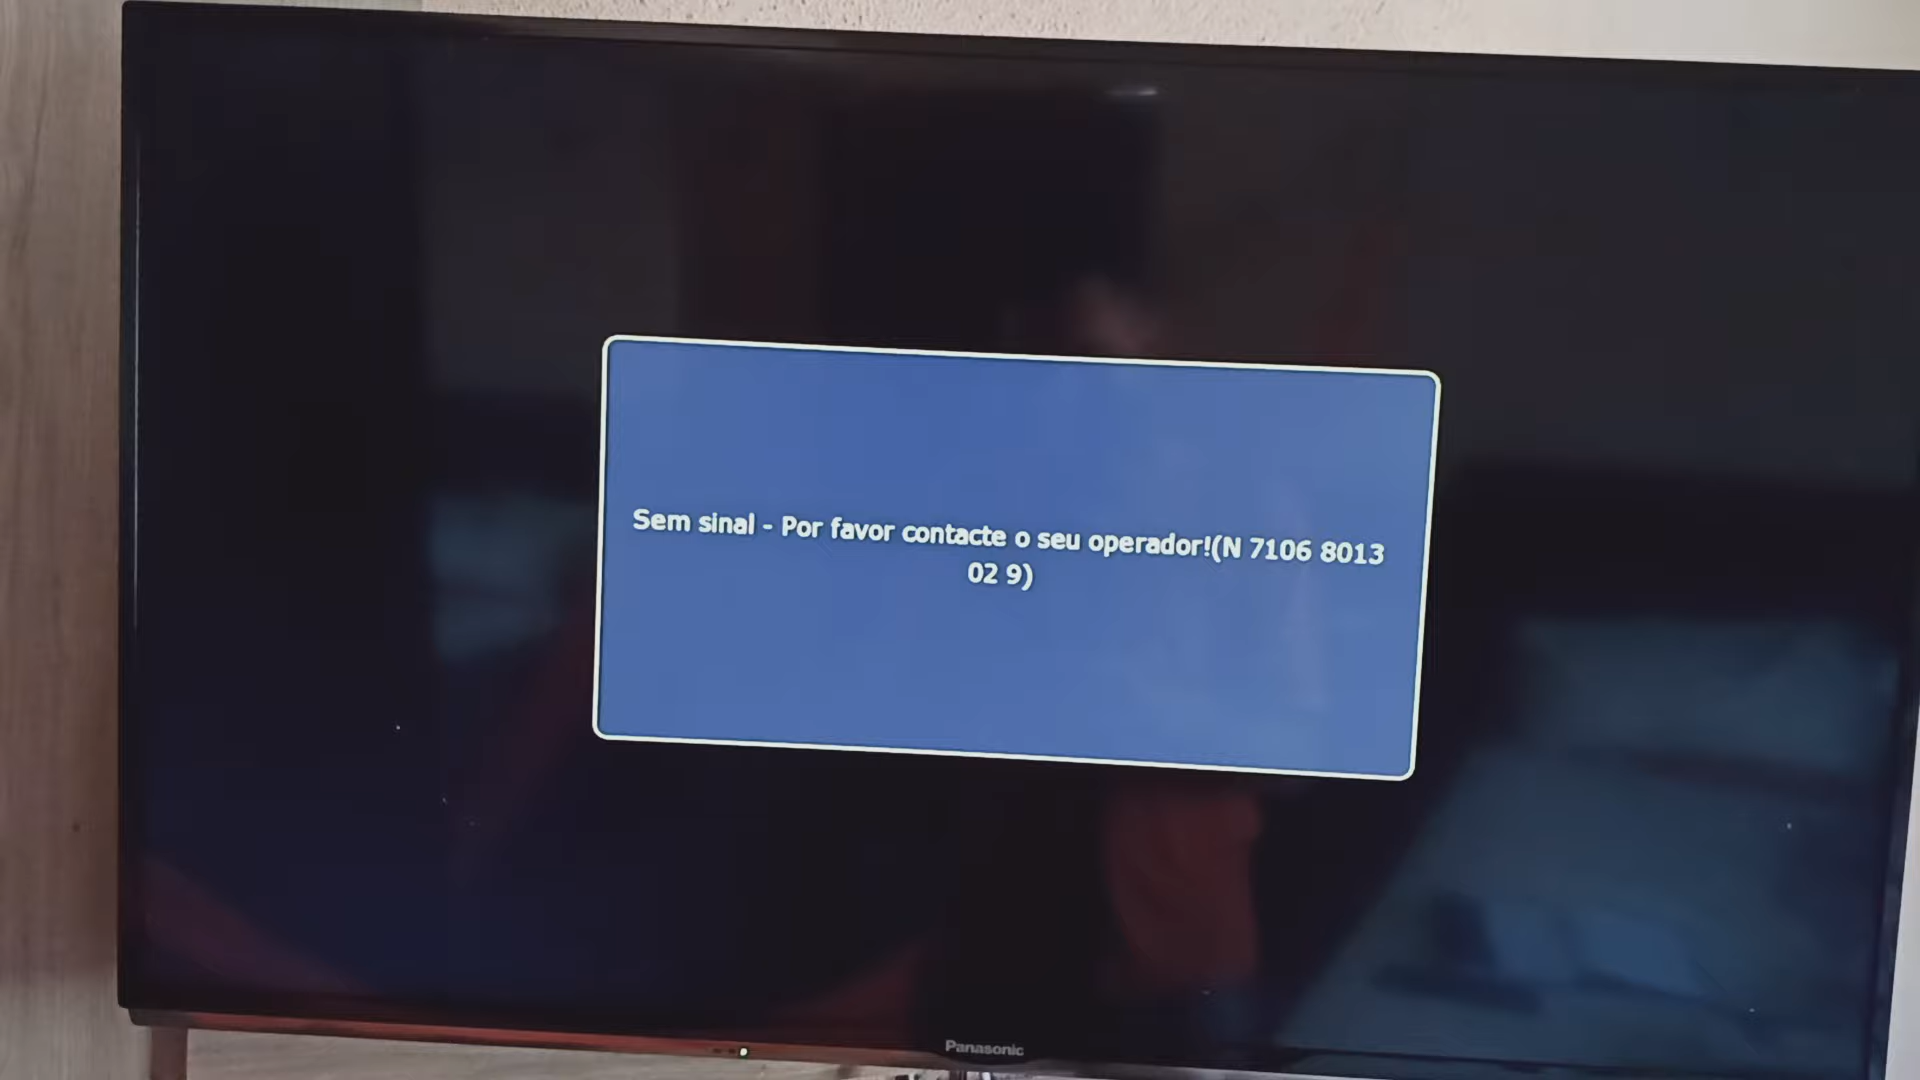 Sem sinal - Por favor contacte o seu operador!(N 7106 8013
02 9)
Panasonic